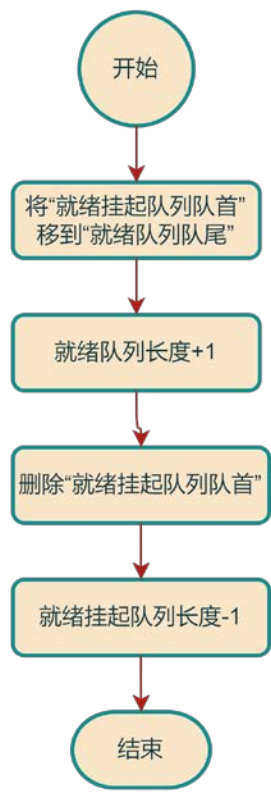 开始
将“就绪挂起队列队首”
移到“就绪队列队尾”
就绪队列长度+1
删除“就绪挂起队列队首”
就绪挂起队列长度-1
结束